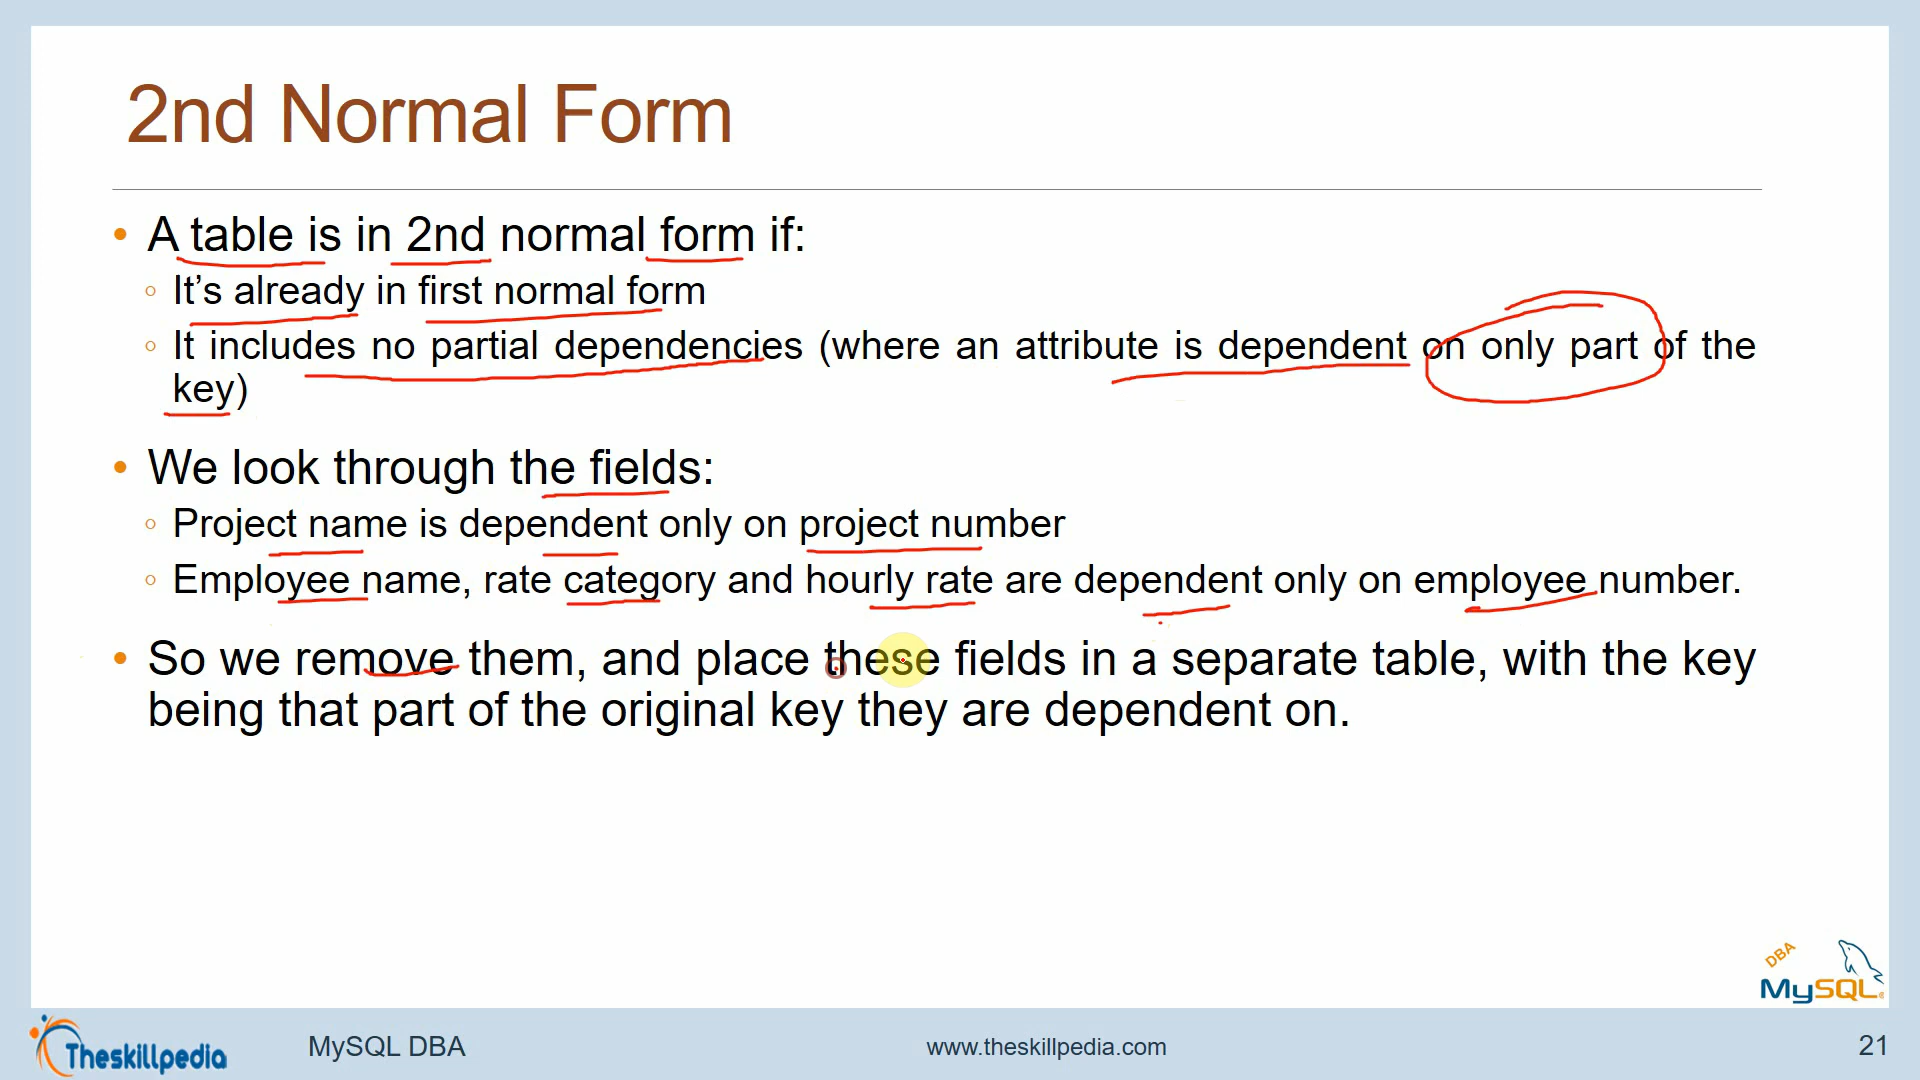 2nd Normal Form
• A table is in 2nd normal form if:
◦ It’s already in first normal form
◦ It includes no partial dependencies (where an attribute is dependent on only part of the
key)
• We look through the fields:
◦ Project name is dependent only on project number
◦ Employee name, rate category and hourly rate are dependent only on employee number.
• So we remove them, and place these fields in a separate table, with the key
being that part of the original key they are dependent on.
DBA
MySQL®
Theskillpedia
MySQL DBA
www.theskillpedia.com
21